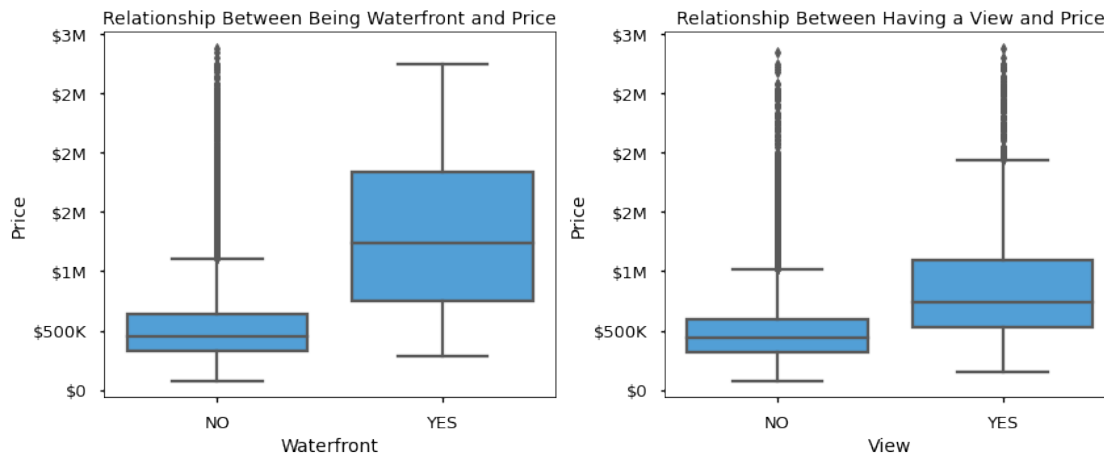 Relationship Between Being Waterfront and Price
$3M
$2M
$2M
$2M
$1M
$500K
$0
Price
NO
YES
Waterfront
Relationship Between Having a View and Price
$3M
$2M
$2M
$2M
$1M
$500K
$0
Price
NO
YES
View